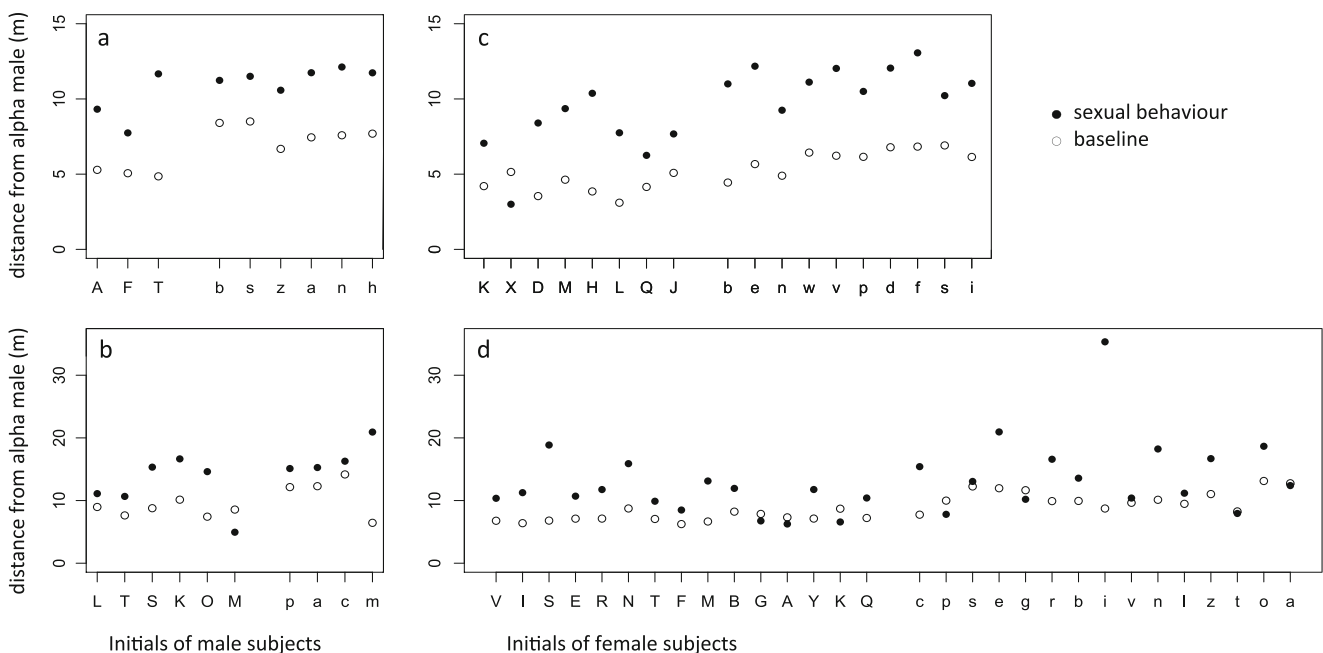 distance from alpha male (m)
15
10
5
0
a
A F T b s z a n h
15
10
5
0
c
K X D M H L Q J b e n w v p d f s i
sexual behaviour
baseline
distance from alpha male (m)
30
20
10
0
b
L T S K O M p a c m
Initials of male subjects
30
20
10
0
d
V I S E R N T F M B G A Y K Q c p s e g r b i v n l z t o a
Initials of female subjects